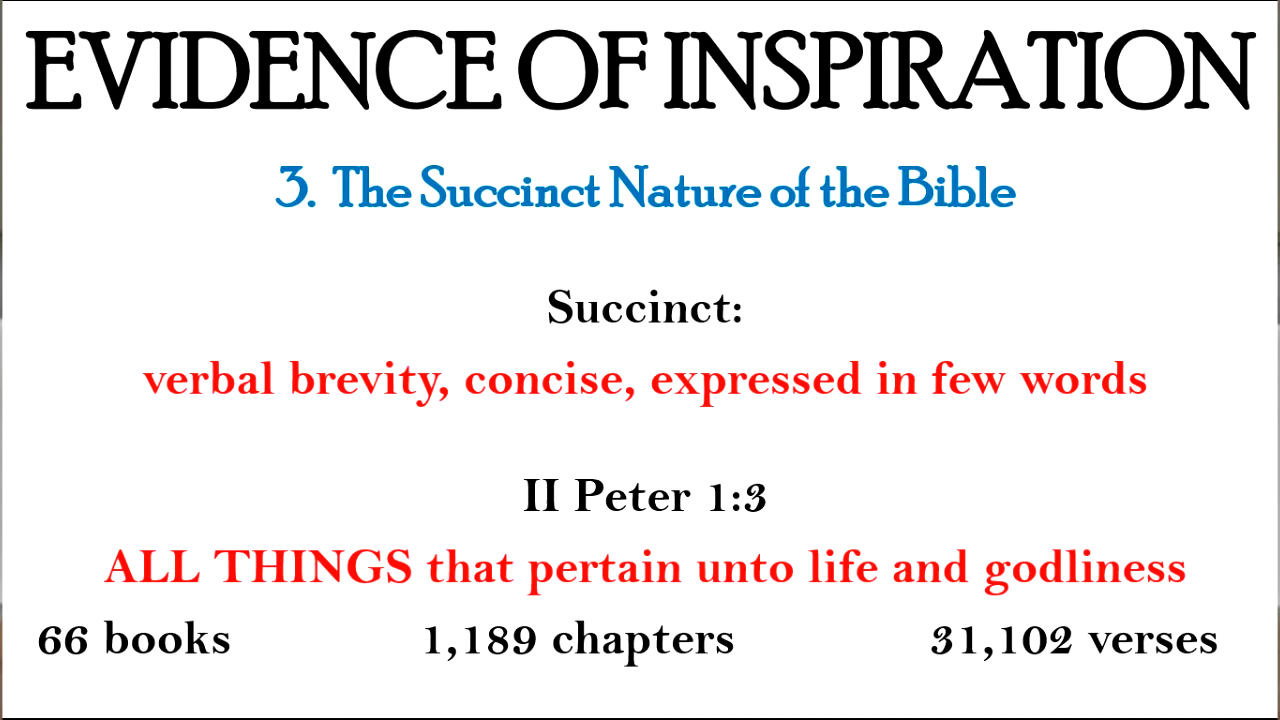 EVIDENCE OF INSPIRATION
3. The Succinct Nature of the Bible
Succinct:
verbal brevity, concise, expressed in few words
II Peter 1:3
ALL THINGS that pertain unto life and godliness
66 books 1,189 chapters 31,102 verses